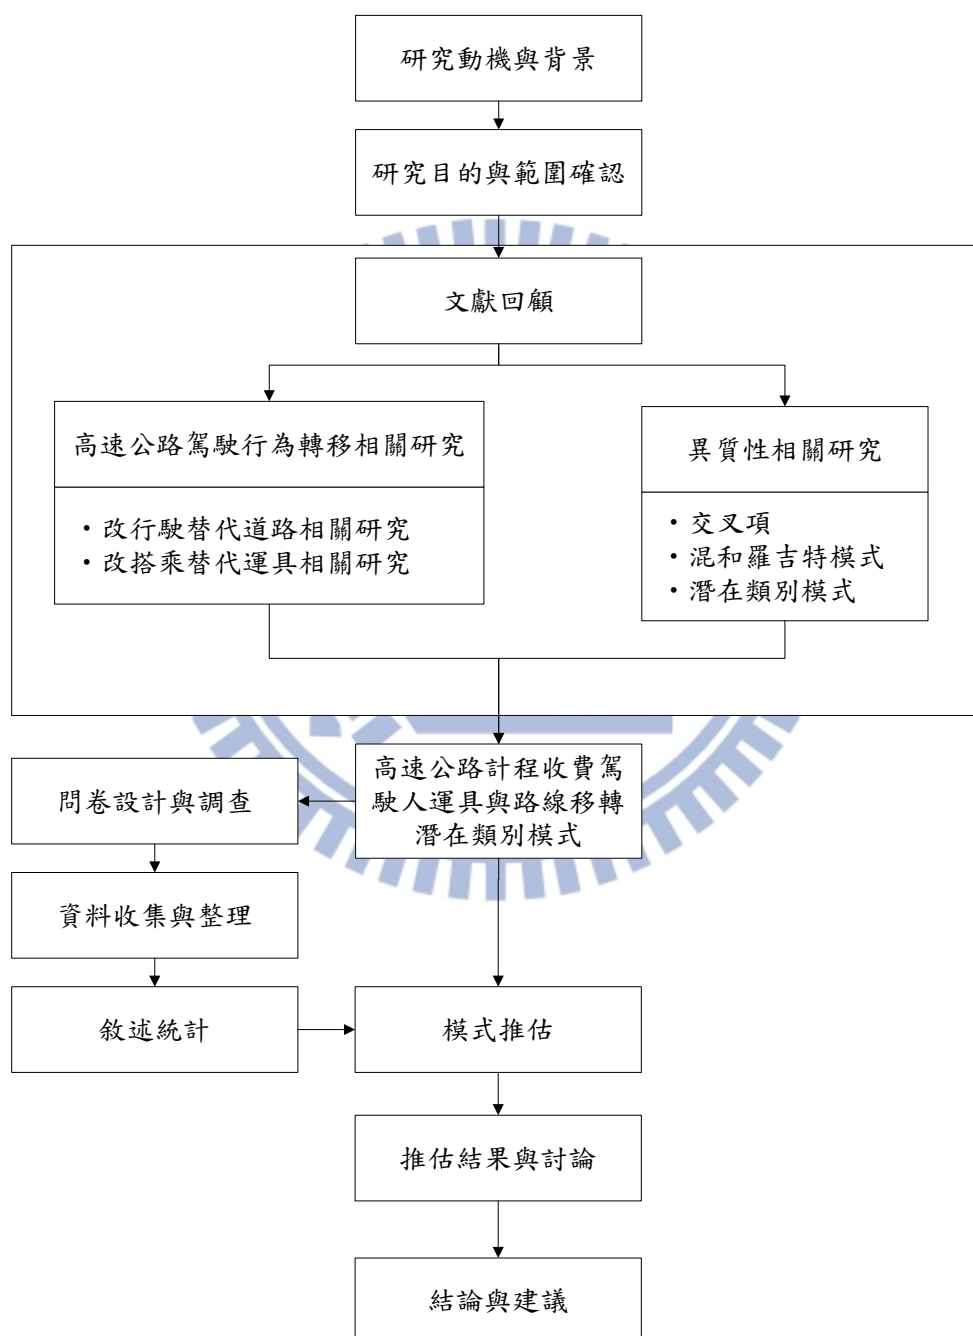 研究動機與背景
研究目的與範圍確認
文獻回顧
高速公路駕駛行為轉移相關研究
・改行駛替代道路相關研究
・改搭乘替代運具相關研究
異質性相關研究
・交叉項
・混和羅吉特模式
・潛在類別模式
高速公路計程收費駕
駛人運具與路線移轉
潛在類別模式
問卷設計與調查
資料收集與整理
敘述統計
模式推估
推估結果與討論
結論與建議